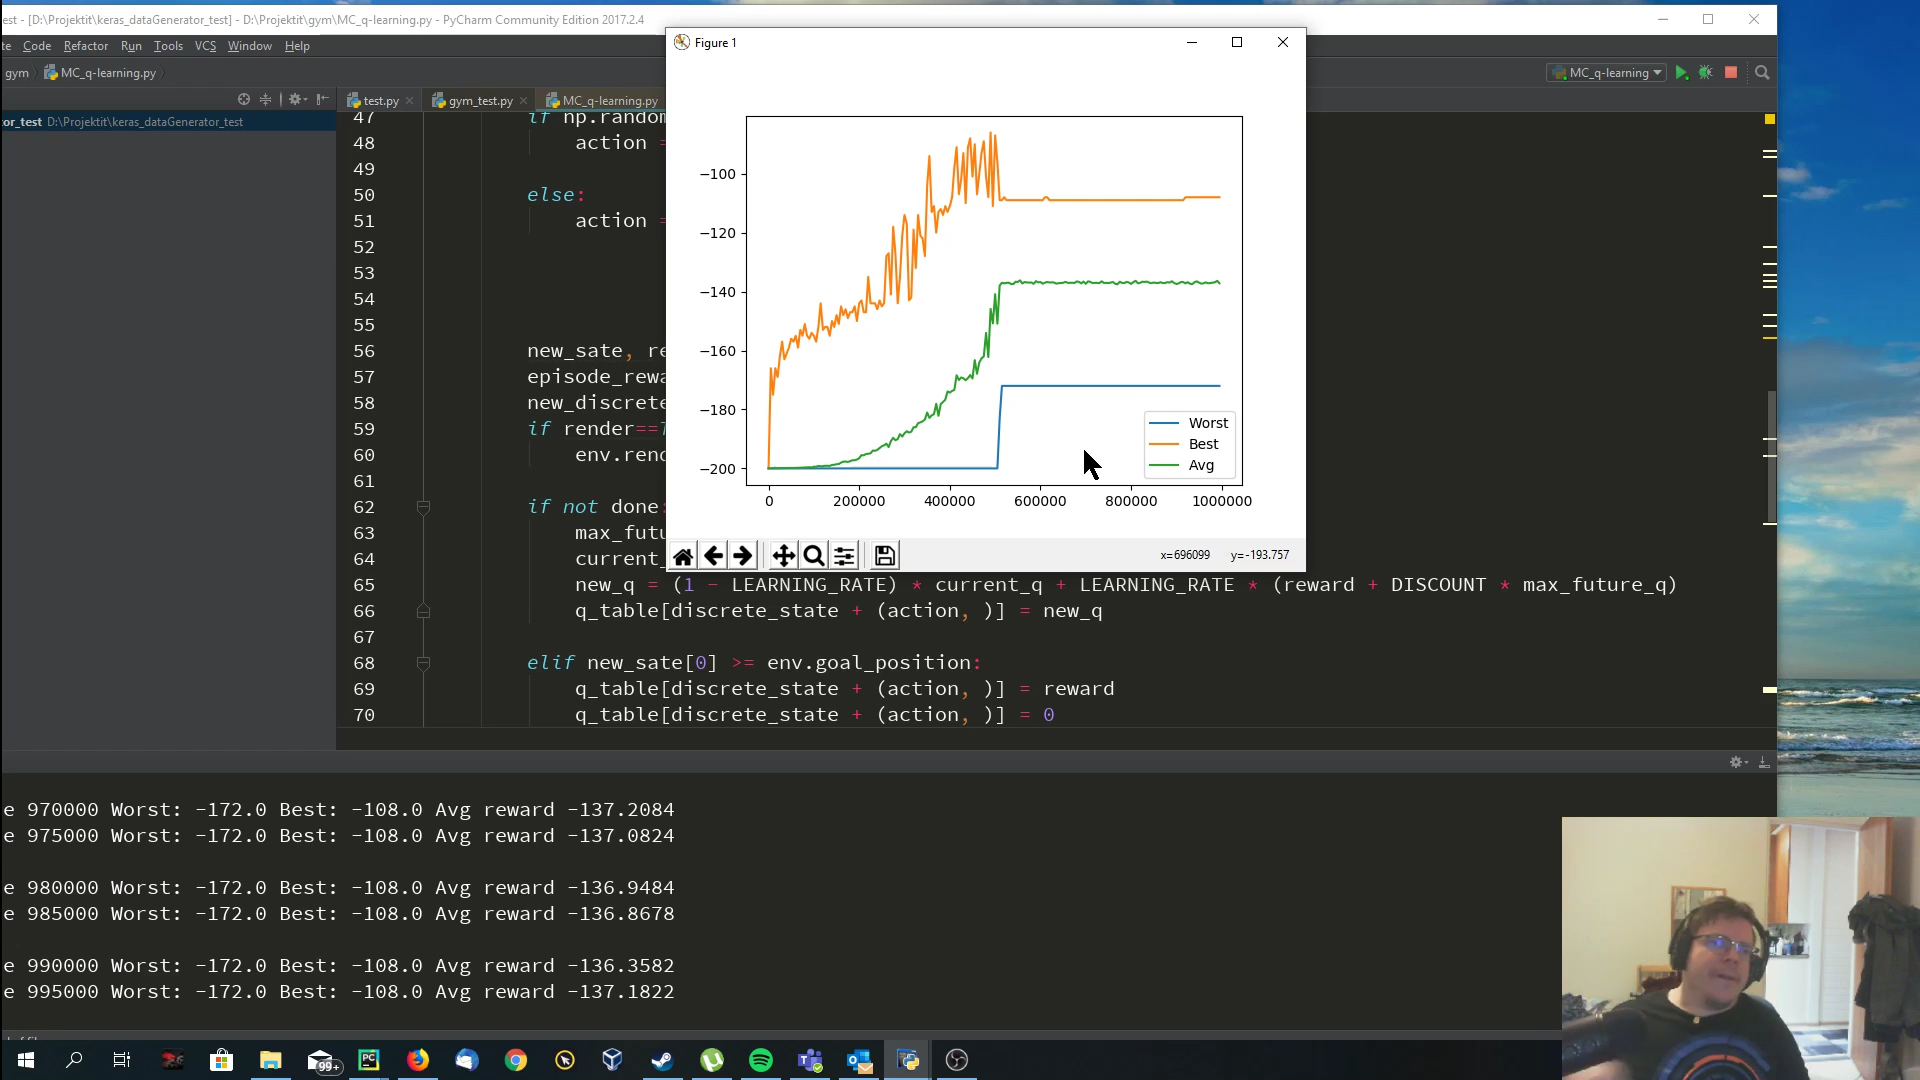 est - [D:\Projektit\keras_dataGenerator_test] - D:\Projektit\gym\MC_q-learning.py - PyCharm Community Edition 2017.2.4
te Code Refactor Run Tools VCS Window Help
gym MC_q-learning.py
MC_q-learning
or_test D:\Projektit\keras_dataGenerator_test
test.py gym_test.py MC_q-learning.py
47 if np.random
48 action =
49
50 else:
51 action =
52
53
54
55
56 new_sate, re
57 episode_rewa
58 new_discrete
59 if render==
60 env.rend
61
62 if not done:
63 max_futu
64 current_
65 new_q = (1 - LEARNING_RATE) * current_q + LEARNING_RATE * (reward + DISCOUNT * max_future_q)
66 q_table[discrete_state + (action, )] = new_q
67
68 elif new_sate[0] >= env.goal_position:
69 q_table[discrete_state + (action, )] = reward
70 q_table[discrete_state + (action, )] = 0
Figure 1
−100
−120
−140
−160
−180
−200
0 200000 400000 600000 800000 1000000
Worst
Best
Avg
x=696099 y=-193.757
e 970000 Worst: -172.0 Best: -108.0 Avg reward -137.2084
e 975000 Worst: -172.0 Best: -108.0 Avg reward -137.0824
e 980000 Worst: -172.0 Best: -108.0 Avg reward -136.9484
e 985000 Worst: -172.0 Best: -108.0 Avg reward -136.8678
e 990000 Worst: -172.0 Best: -108.0 Avg reward -136.3582
e 995000 Worst: -172.0 Best: -108.0 Avg reward -137.1822
99+
PC